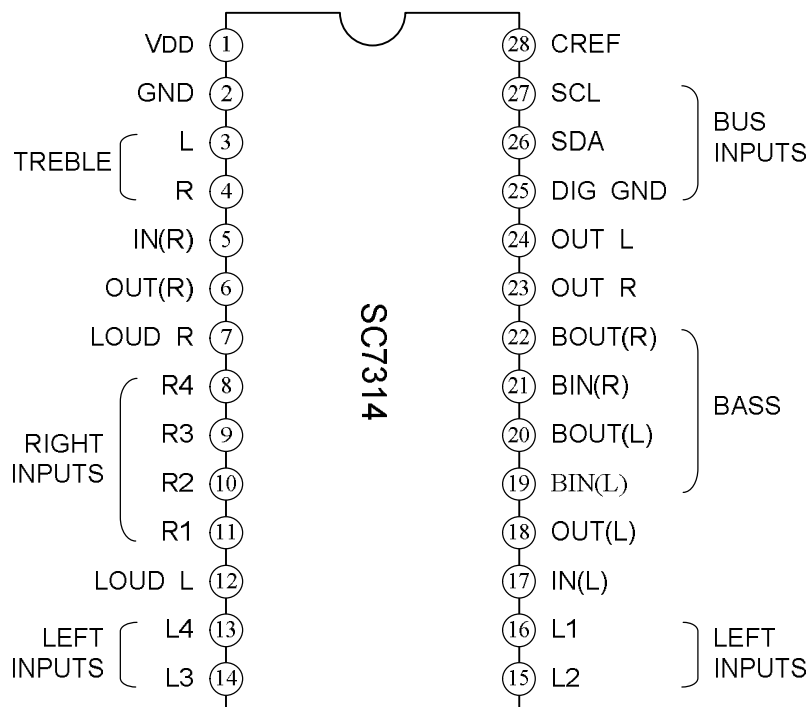 VDD 1
GND 2
TREBLE
L 3
R 4
IN(R) 5
OUT(R) 6
LOUD R 7
RIGHT
INPUTS
R4 8
R3 9
R2 10
R1 11
LOUD L 12
LEFT
INPUTS
L4 13
L3 14
SC7314
28 CREF
27 SCL
26 SDA
25 DIG GND
BUS
INPUTS
24 OUT L
23 OUT R
22 BOUT(R)
21 BIN(R)
20 BOUT(L)
19 BIN(L)
BASS
18 OUT(L)
17 IN(L)
16 L1
15 L2
LEFT
INPUTS